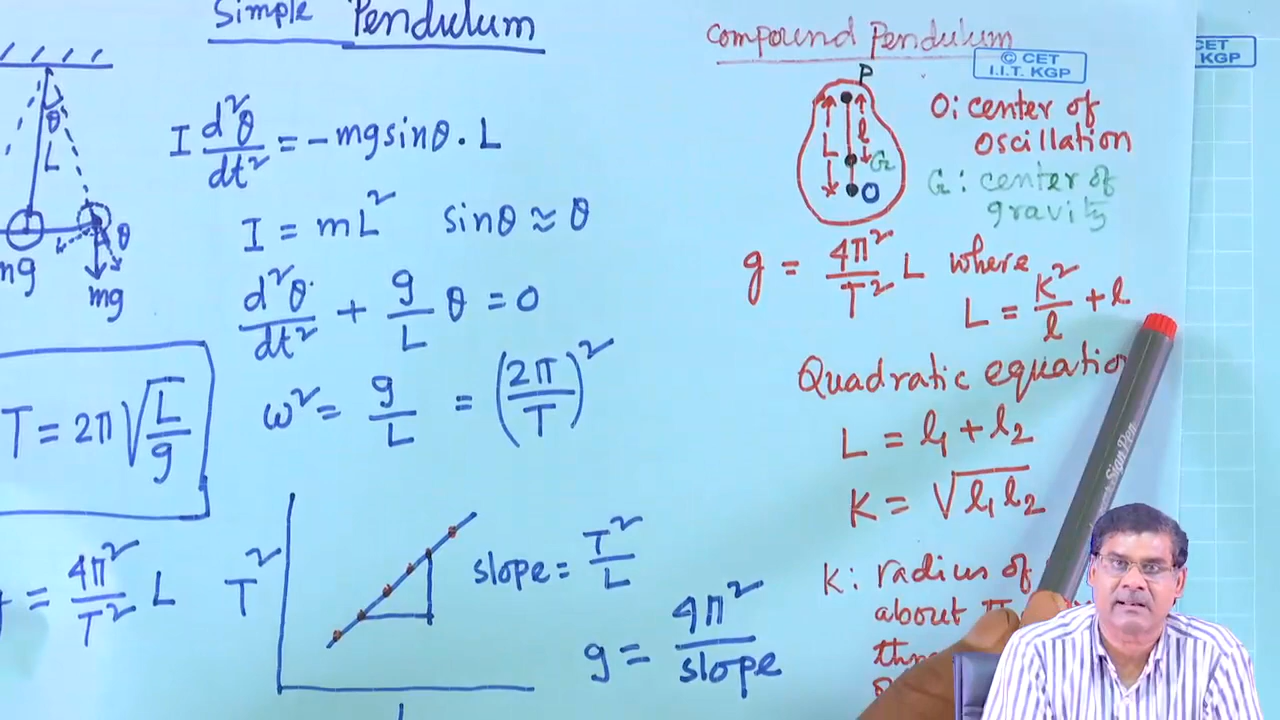 Simple Pendulum
θ
L
θ
mg
mg
I d²θ/dt² = -mg sinθ · L
I = mL² sinθ ≈ θ
d²θ/dt² + g/L θ = 0
ω² = g/L = (2π/T)²
T = 2π√(L/g)
= 4π²/T² L
T²
slope = T²/L
g = 4π²/slope
Compound Pendulum
© CET
I.I.T. KGP
CET
KGP
P
L
l
G
O
O: center of
oscillation
G: center of
gravity
g = 4π²/T² L where
L = K²/l + l
Quadratic equation
L = l₁ + l₂
K = √(l₁l₂)
K: radius of
about
Sign Pen